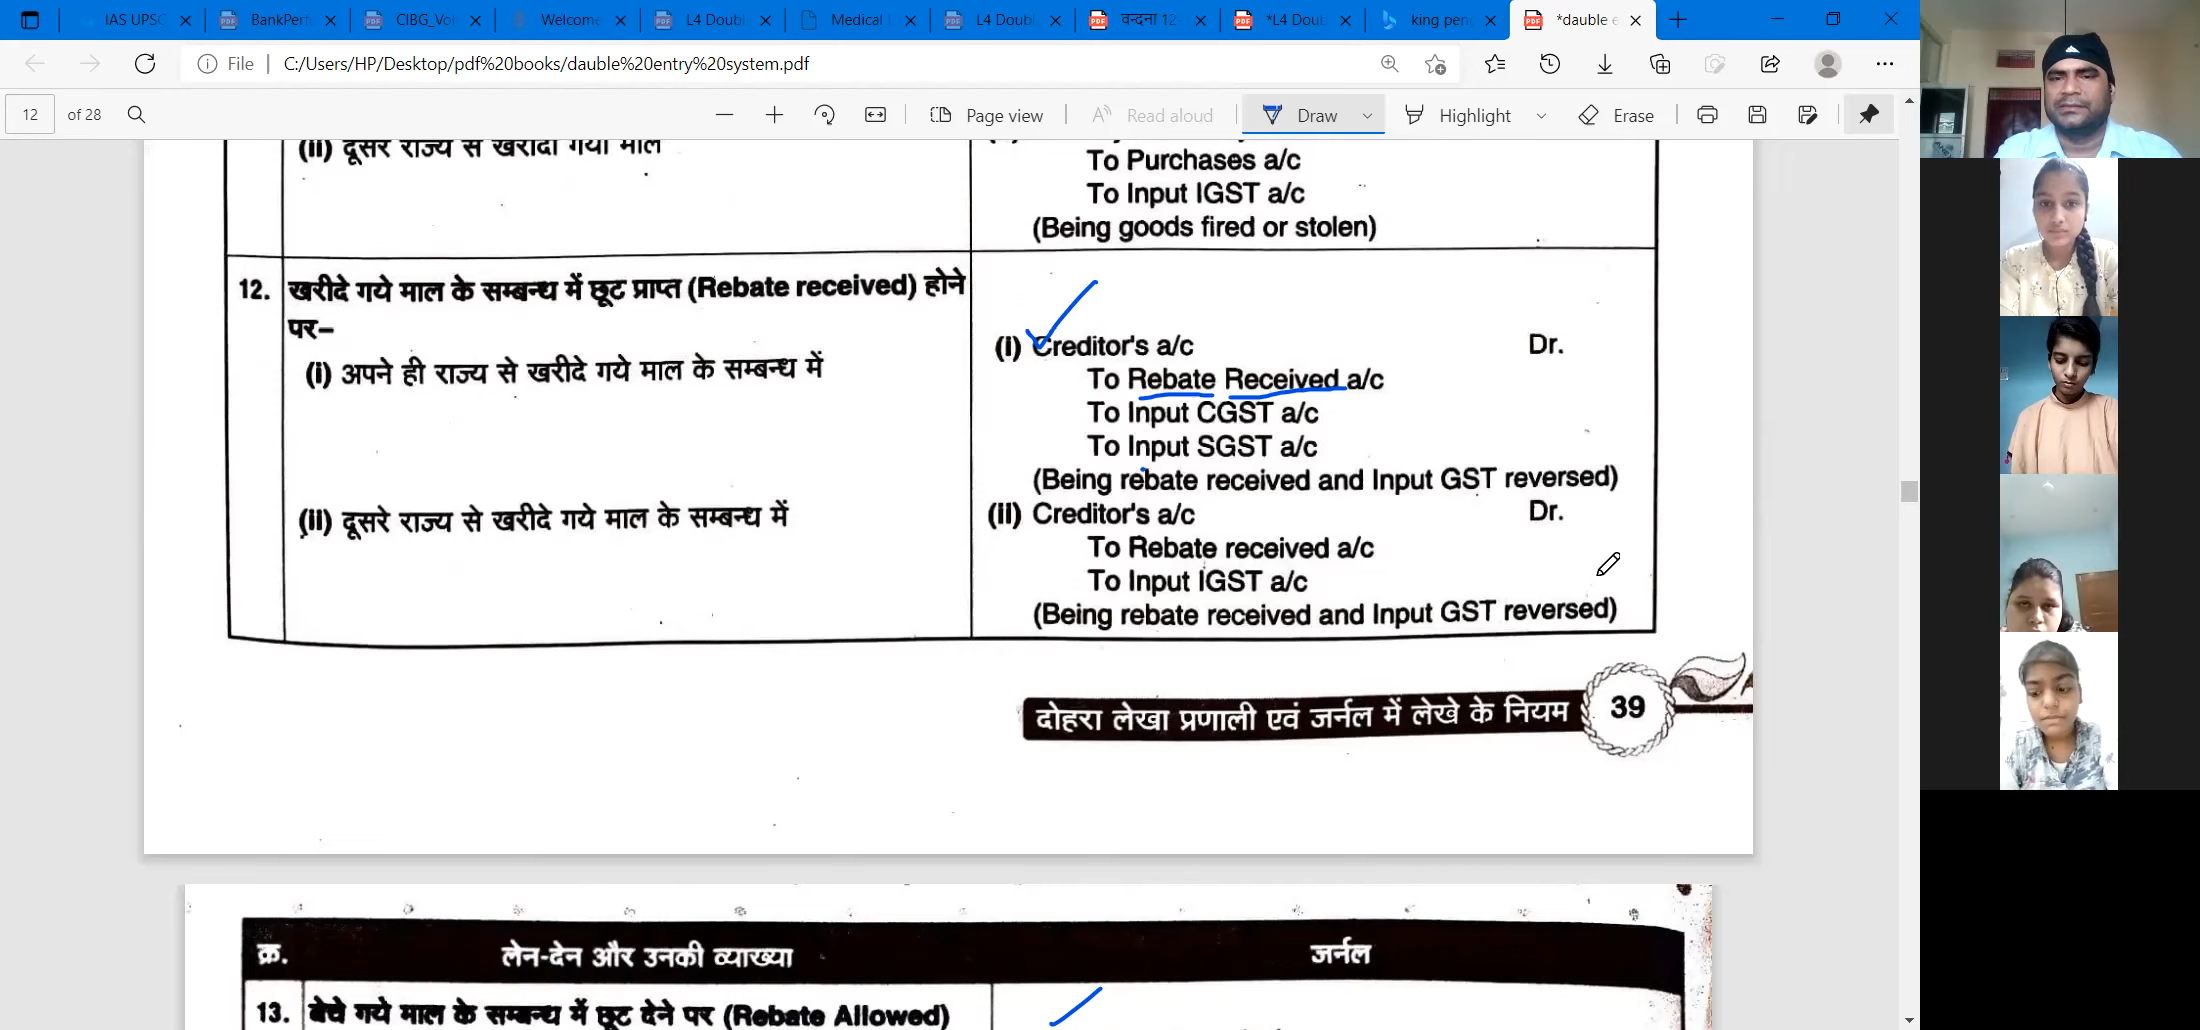 IAS UPSC
BankPerf
CIBG_Vol
Welcome
L4 Doubl
Medical
L4 Doubl
वन्दना 12
*L4 Dou
king pen
*dauble e
File
C:/Users/HP/Desktop/pdf%20books/dauble%20entry%20system.pdf
12 of 28
Page view
Read aloud
Draw
Highlight
Erase
(ii) दूसरे राज्य से खरीदा गया माल
To Purchases a/c
To Input IGST a/c
(Being goods fired or stolen)
12. खरीदे गये माल के सम्बन्ध में छूट प्राप्त (Rebate received) होने
पर–
(i) अपने ही राज्य से खरीदे गये माल के सम्बन्ध में
(i) Creditor's a/c Dr.
To Rebate Received a/c
To Input CGST a/c
To Input SGST a/c
(Being rebate received and Input GST reversed)
(ii) दूसरे राज्य से खरीदे गये माल के सम्बन्ध में
(ii) Creditor's a/c Dr.
To Rebate received a/c
To Input IGST a/c
(Being rebate received and Input GST reversed)
दोहरा लेखा प्रणाली एवं जर्नल में लेखे के नियम 39
क्र. लेन-देन और उनकी व्याख्या जर्नल
13. बेचे गये माल के सम्बन्ध में छूट देने पर (Rebate Allowed)